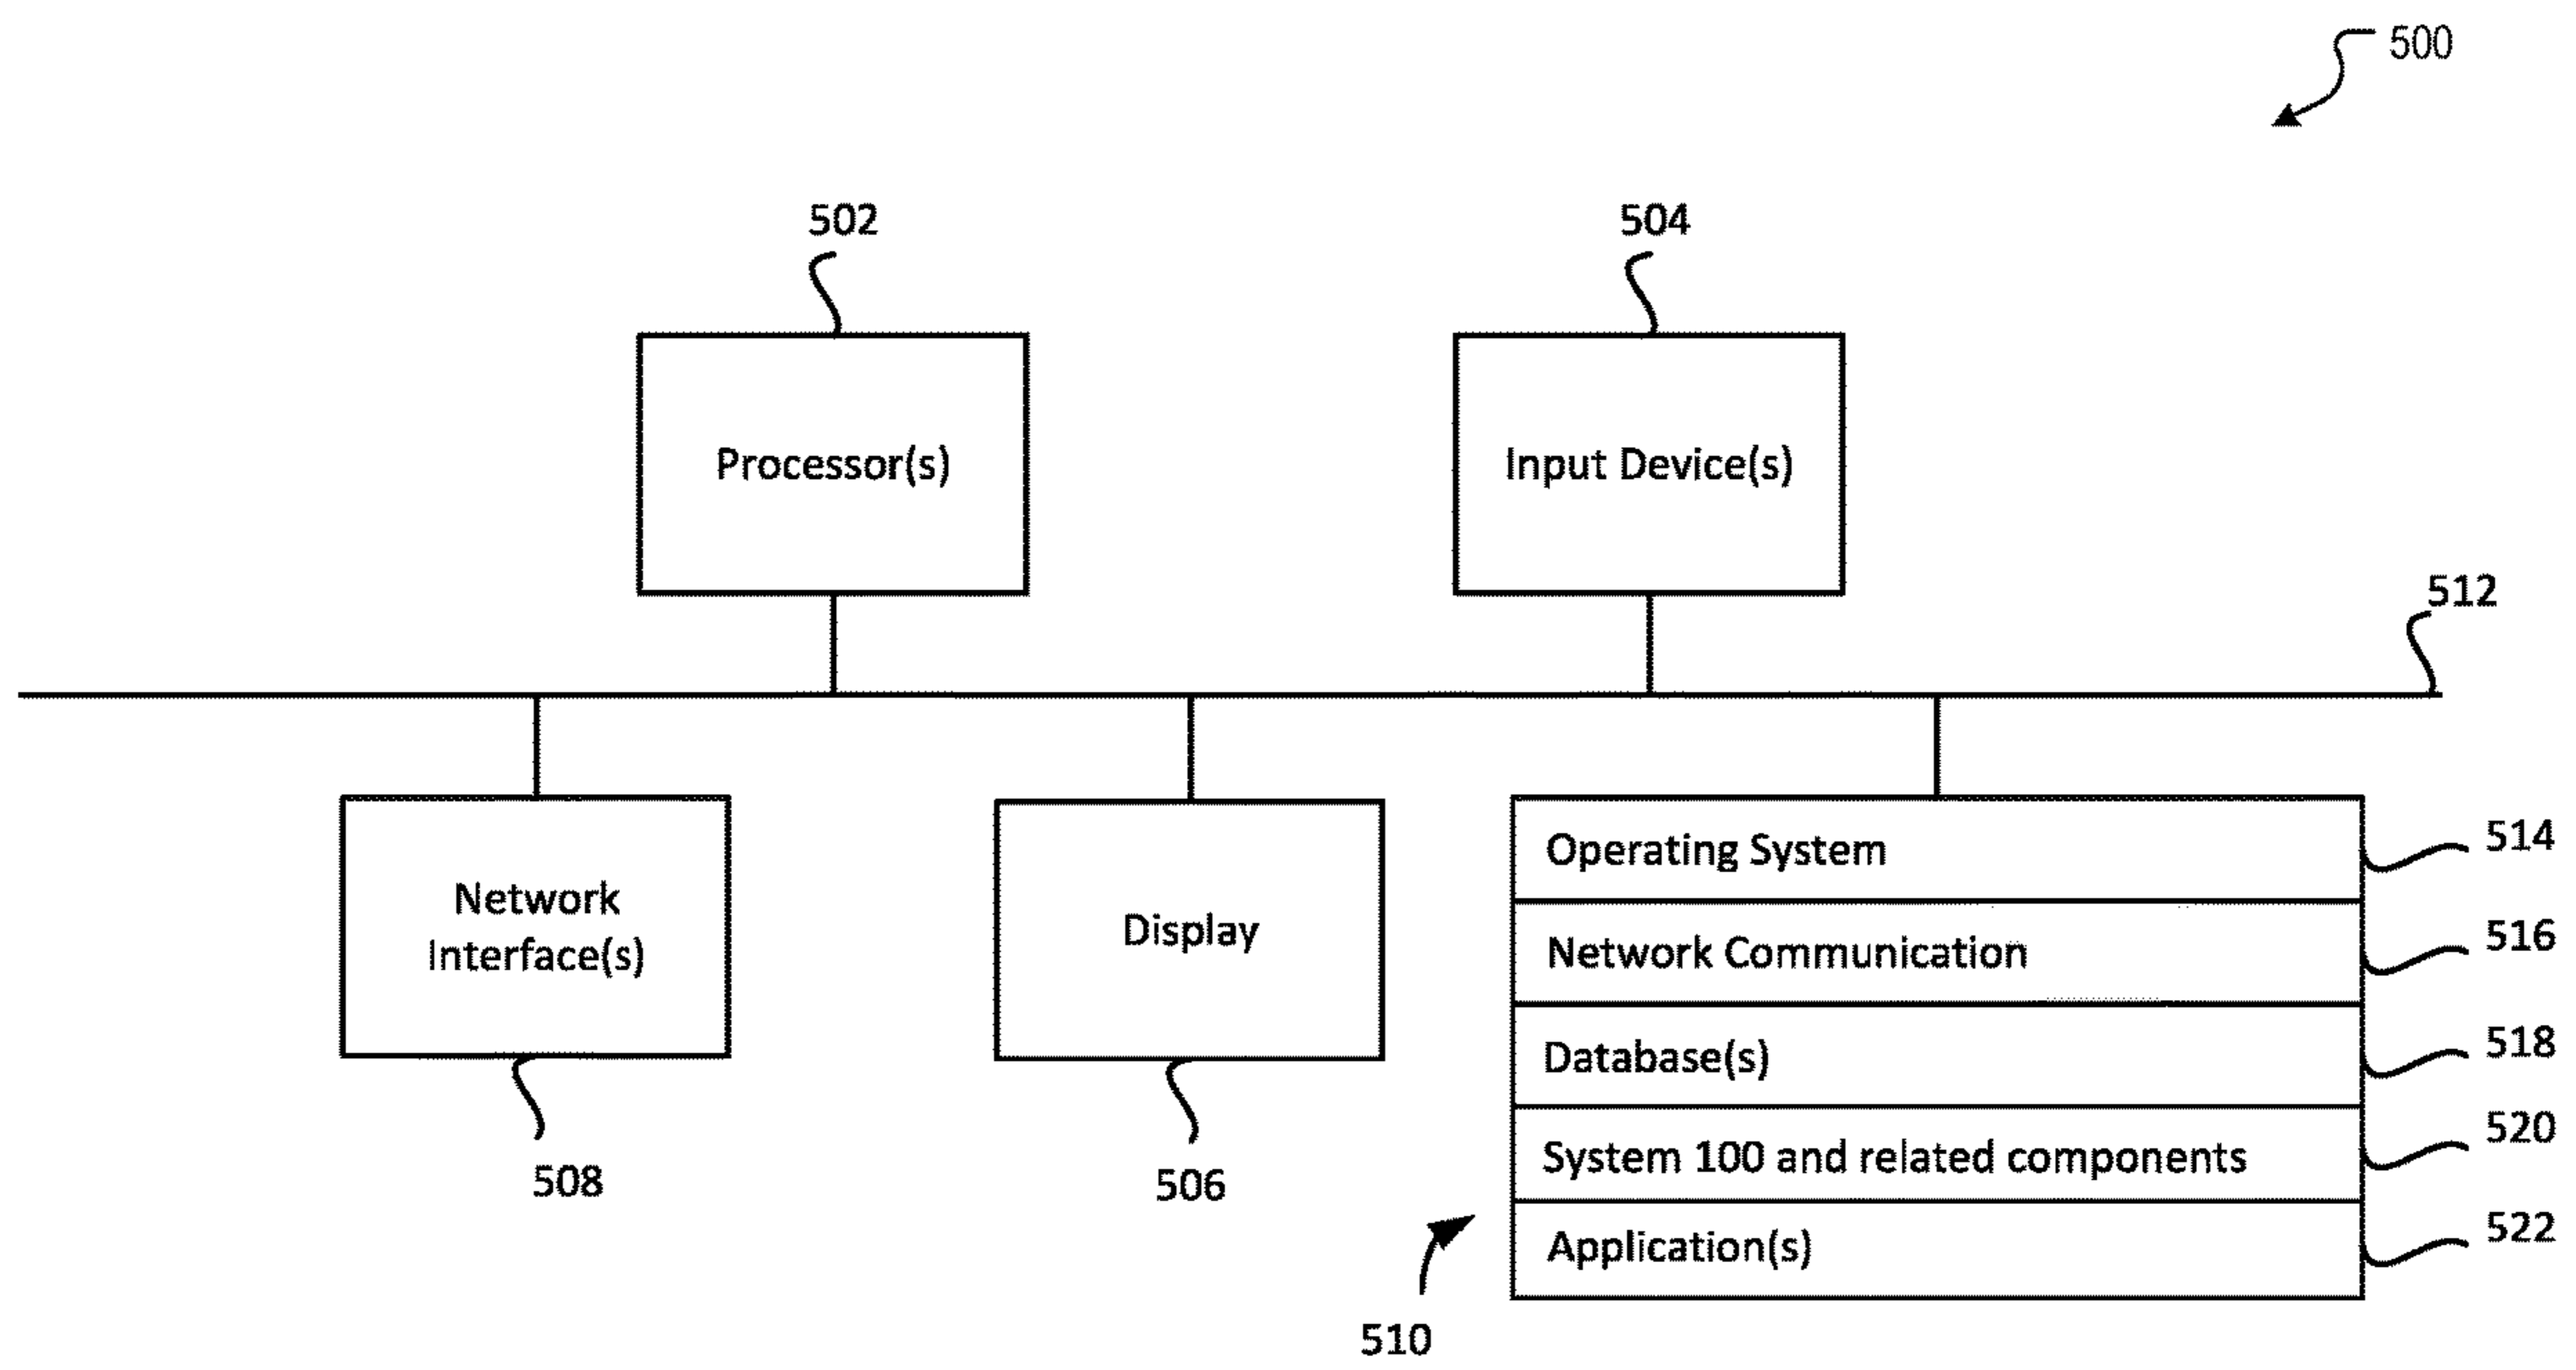 500
502
504
Processor(s)
Input Device(s)
512
Network
Interface(s)
Display
Operating System
514
Network Communication
516
Database(s)
518
System 100 and related components
520
Application(s)
522
508
506
510